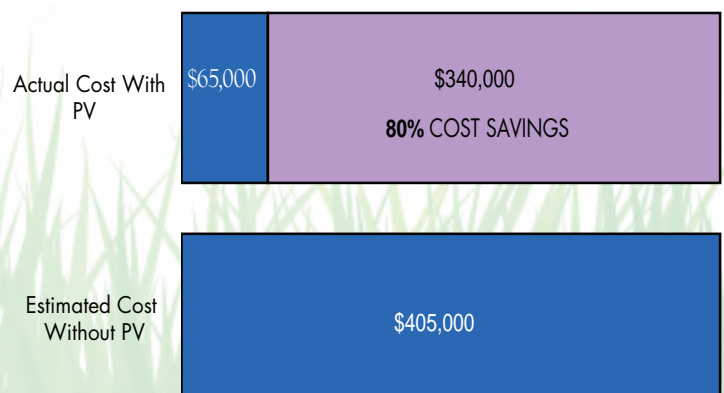 Actual Cost With
PV
$65,000
$340,000
80% COST SAVINGS
Estimated Cost
Without PV
$405,000